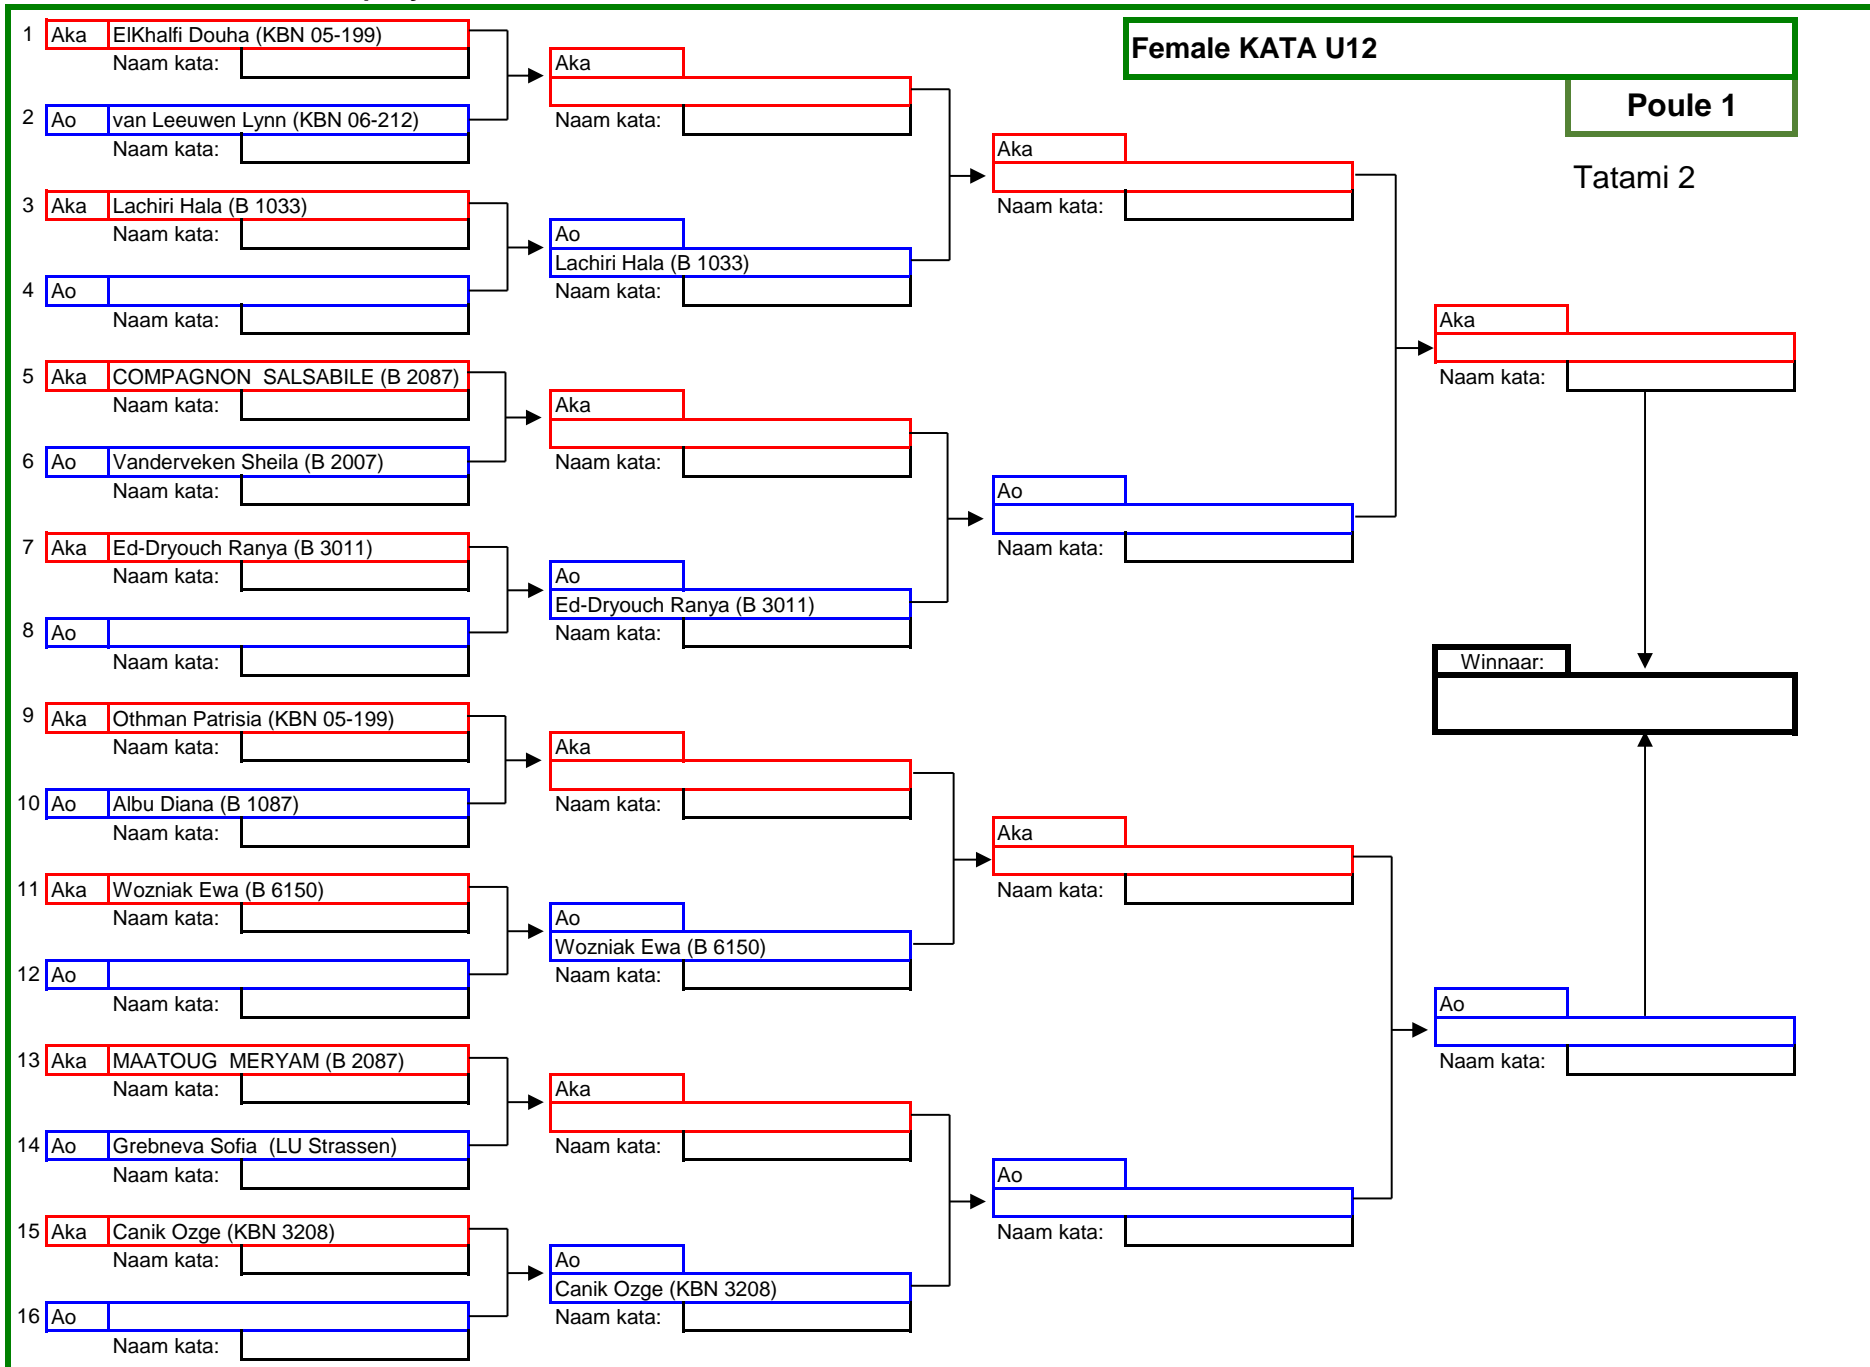 Female KATA U12
Poule 1
Tatami 2
1 Aka ElKhalfi Douha (KBN 05-199)
Naam kata:
2 Ao van Leeuwen Lynn (KBN 06-212)
Naam kata:
3 Aka Lachiri Hala (B 1033)
Naam kata:
4 Ao
Naam kata:
5 Aka COMPAGNON  SALSABILE (B 2087)
Naam kata:
6 Ao Vanderveken Sheila (B 2007)
Naam kata:
7 Aka Ed-Dryouch Ranya (B 3011)
Naam kata:
8 Ao
Naam kata:
9 Aka Othman Patrisia (KBN 05-199)
Naam kata:
10 Ao Albu Diana (B 1087)
Naam kata:
11 Aka Wozniak Ewa (B 6150)
Naam kata:
12 Ao
Naam kata:
13 Aka MAATOUG  MERYAM (B 2087)
Naam kata:
14 Ao Grebneva Sofia  (LU Strassen)
Naam kata:
15 Aka Canik Ozge (KBN 3208)
Naam kata:
16 Ao
Naam kata:
Aka
Naam kata:
Ao
Lachiri Hala (B 1033)
Naam kata:
Aka
Naam kata:
Ao
Ed-Dryouch Ranya (B 3011)
Naam kata:
Aka
Naam kata:
Ao
Wozniak Ewa (B 6150)
Naam kata:
Aka
Naam kata:
Ao
Canik Ozge (KBN 3208)
Naam kata:
Aka
Naam kata:
Ao
Naam kata:
Aka
Naam kata:
Ao
Naam kata:
Aka
Naam kata:
Winnaar:
Ao
Naam kata: